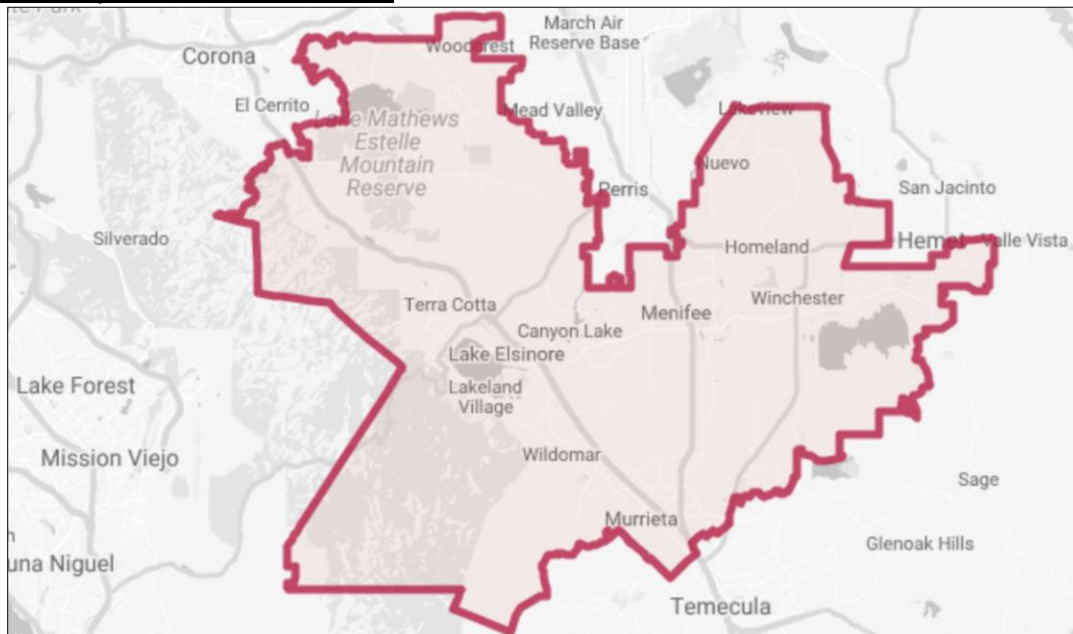 March Air
Reserve Base
Woodcrest
Corona
El Cerrito
Mead Valley
Lakeview
Lake Mathews
Estelle
Mountain
Reserve
Nuevo
Perris
San Jacinto
Silverado
Homeland
Hemet
Valle Vista
Terra Cotta
Winchester
Menifee
Canyon Lake
Lake Elsinore
Lake Forest
Lakeland
Village
Mission Viejo
Wildomar
Sage
Murrieta
Glenoak Hills
una Niguel
Temecula